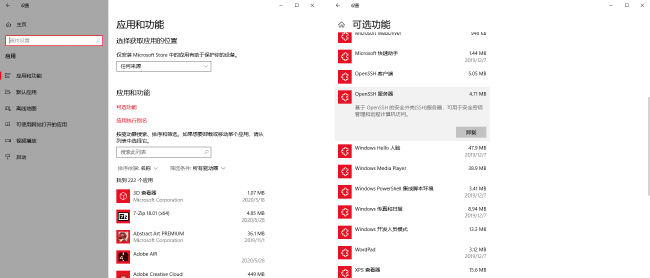 设置
主页
查找设置
应用
应用和功能
默认应用
离线地图
可使用网站打开的应用
视频播放
启动
应用和功能
选择获取应用的位置
仅安装 Microsoft Store 中的应用有助于保护你的设备。
任何来源
应用和功能
可选功能
应用执行别名
按驱动器搜索、排序和筛选。如果想要卸载或移动某个应用，请从
列表中选择它。
搜索此列表
排序依据: 名称 筛选条件: 所有驱动器
找到 222 个应用
3D 查看器 1.07 MB
Microsoft Corporation 2020/5/18
7-Zip 18.01 (x64) 4.85 MB
2020/5/28
Abstract Art PREMIUM 36.1 MB
Microsoft Corporation 2019/11/1
Adobe AIR
2020/5/28
Adobe Creative Cloud 449 MB
设置
可选功能
Microsoft WebDriver
Microsoft 快速助手 1.44 MB
2019/12/7
OpenSSH 客户端 5.05 MB
OpenSSH 服务器 4.71 MB
基于 OpenSSH 的安全外壳(SSH)服务器，可用于安全密钥
管理和远程计算机访问。
卸载
Windows Hello 人脸 47.9 MB
2019/12/7
Windows Media Player 38.9 MB
Windows PowerShell 集成脚本环境 3.41 MB
2019/12/7
Windows 传真和扫描 8.94 MB
2019/12/7
Windows 开发人员模式 13.3 MB
WordPad 3.12 MB
2019/12/7
XPS 查看器 15.6 MB